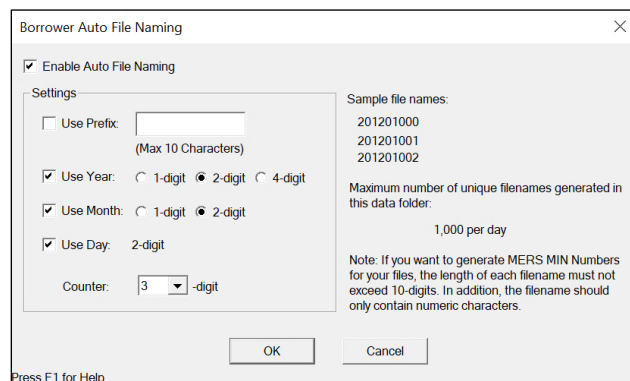 Borrower Auto File Naming
Enable Auto File Naming
Settings
Use Prefix:
(Max 10 Characters)
Use Year: 1-digit 2-digit 4-digit
Use Month: 1-digit 2-digit
Use Day: 2-digit
Counter: 3 -digit
Sample file names:
201201000
201201001
201201002
Maximum number of unique filenames generated in
this data folder:
1,000 per day
Note: If you want to generate MERS MIN Numbers
for your files, the length of each filename must not
exceed 10-digits. In addition, the filename should
only contain numeric characters.
OK Cancel
Press F1 for Help